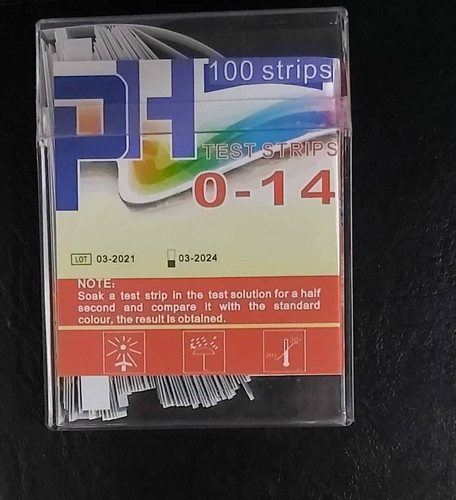 PH
100 strips
TEST STRIPS
0-14
LOT 03-2021 03-2024
NOTE:
Soak a test strip in the test solution for a half
second and compare it with the standard
colour, the result is obtained.